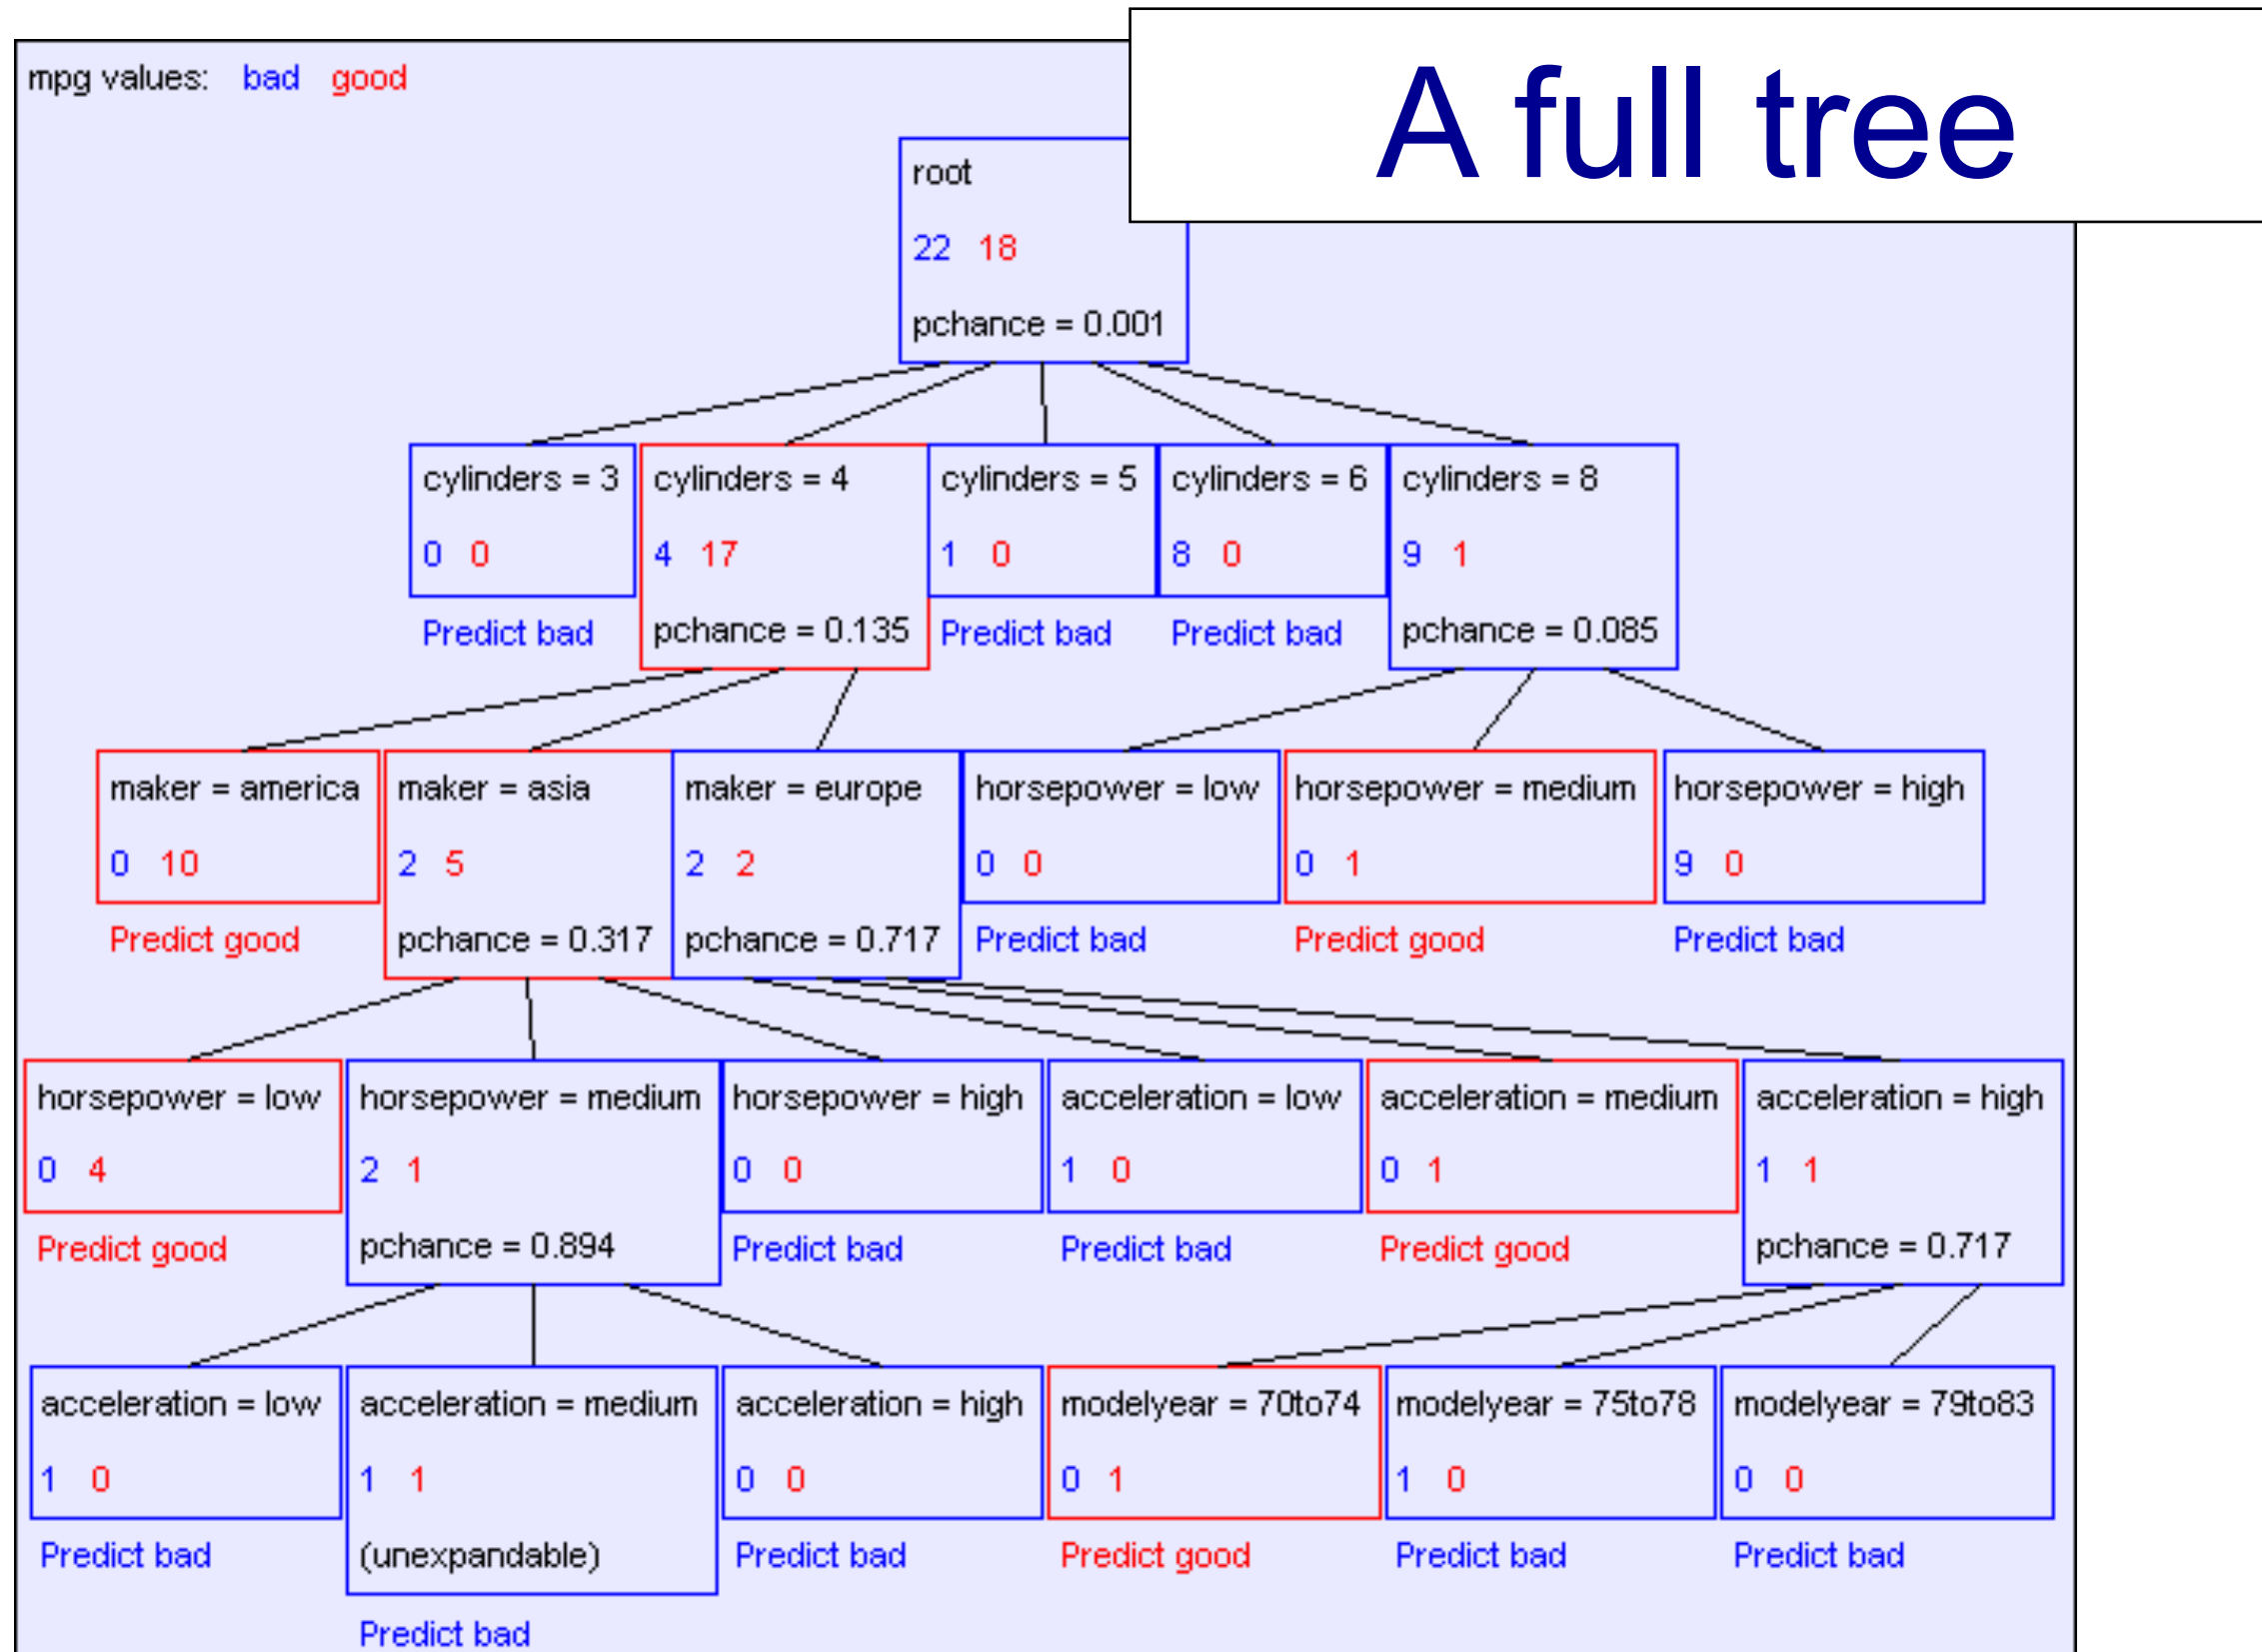 A full tree
mpg values: bad good
root
22 18
pchance = 0.001
cylinders = 3 cylinders = 4 cylinders = 5 cylinders = 6 cylinders = 8
0 0 4 17 1 0 8 0 9 1
Predict bad pchance = 0.135 Predict bad Predict bad pchance = 0.085
maker = america maker = asia maker = europe horsepower = low horsepower = medium horsepower = high
0 10 2 5 2 2 0 0 0 1 9 0
Predict good pchance = 0.317 pchance = 0.717 Predict bad Predict good Predict bad
horsepower = low horsepower = medium horsepower = high acceleration = low acceleration = medium acceleration = high
0 4 2 1 0 0 1 0 0 1 1 1
Predict good pchance = 0.894 Predict bad Predict bad Predict good pchance = 0.717
acceleration = low acceleration = medium acceleration = high modelyear = 70to74 modelyear = 75to78 modelyear = 79to83
1 0 1 1 0 0 0 1 1 0 0 0
Predict bad (unexpandable) Predict bad Predict good Predict bad Predict bad
Predict bad